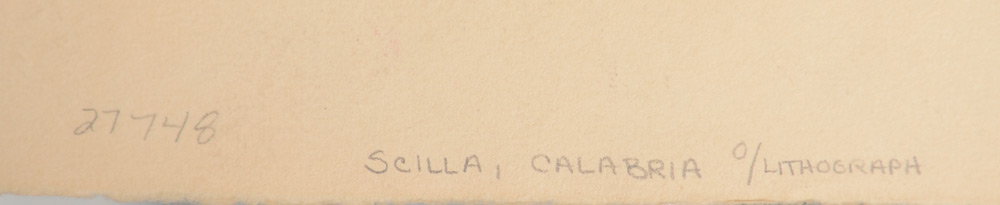 27748
SCILLA, CALABRIA O/LITHOGRAPH